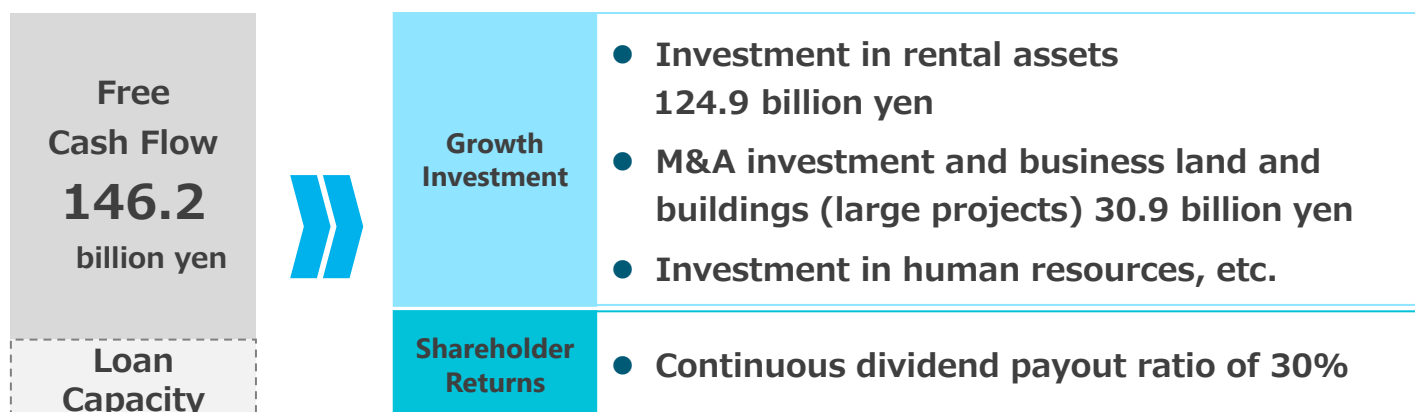 Free
Cash Flow
146.2
billion yen
Loan
Capacity
Growth
Investment
● Investment in rental assets
124.9 billion yen
● M&A investment and business land and
buildings (large projects) 30.9 billion yen
● Investment in human resources, etc.
Shareholder
Returns
● Continuous dividend payout ratio of 30%